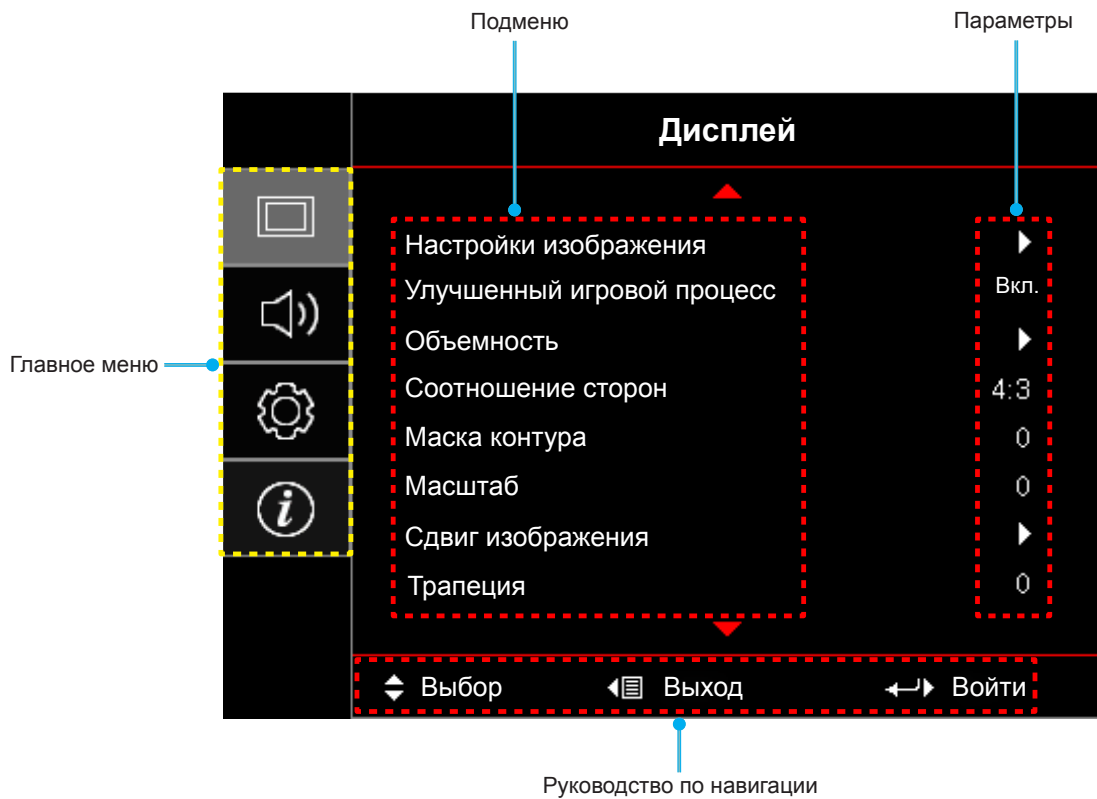 Подменю
Параметры
Дисплей
Настройки изображения
Улучшенный игровой процесс Вкл.
Объемность
Главное меню
Соотношение сторон 4:3
Маска контура 0
Масштаб 0
Сдвиг изображения
Трапеция 0
Выбор Выход Войти
Руководство по навигации